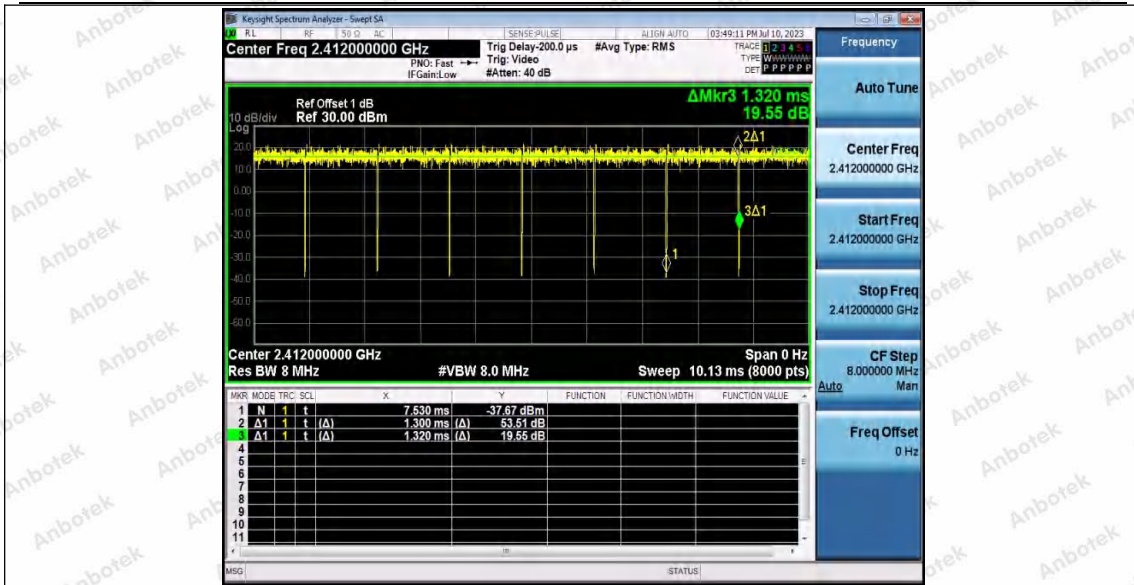 Keysight Spectrum Analyzer - Swept SA
RL RF 50 Ω AC SENSE:PULSE ALIGN AUTO 03:49:11 PM Jul 10, 2023
Center Freq 2.412000000 GHz
Trig Delay-200.0 µs #Avg Type: RMS
TRACE 1 2 3 4 5 6
PNO: Fast Trig: Video
TYPE
IFGain:Low #Atten: 40 dB
DET P P P P P P
Frequency
Auto Tune
Center Freq
2.412000000 GHz
Start Freq
2.412000000 GHz
Stop Freq
2.412000000 GHz
CF Step
8.000000 MHz
Auto Man
Freq Offset
0 Hz
ΔMkr3 1.320 ms
19.55 dB
Ref Offset 1 dB
10 dB/div Ref 30.00 dBm
Log
20.0
10.0
0.00
-10.0
-20.0
-30.0
-40.0
-50.0
-60.0
2Δ1
3Δ1
1
Center 2.412000000 GHz Span 0 Hz
Res BW 8 MHz #VBW 8.0 MHz Sweep 10.13 ms (8000 pts)
MKR MODE TRC SCL X Y FUNCTION FUNCTION WIDTH FUNCTION VALUE
1 N 1 t 7.530 ms -37.67 dBm
2 Δ1 1 t (Δ) 1.300 ms (Δ) 53.51 dB
3 Δ1 1 t (Δ) 1.320 ms (Δ) 19.55 dB
4
5
6
7
8
9
10
11
MSG STATUS
Anbotek